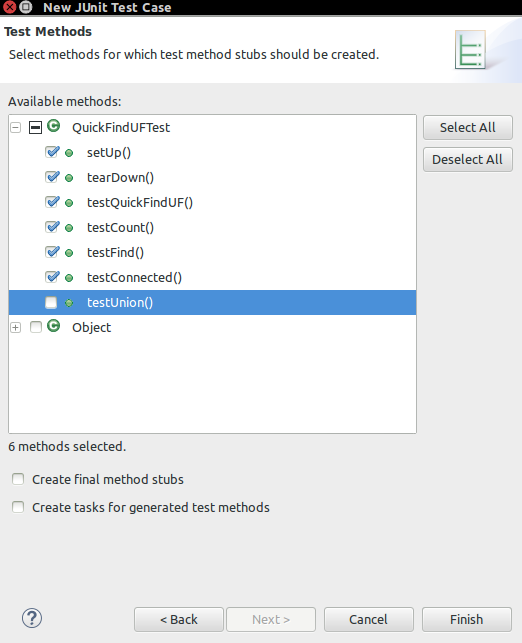 New JUnit Test Case
Test Methods
Select methods for which test method stubs should be created.
Available methods:
QuickFindUFTest
setUp()
tearDown()
testQuickFindUF()
testCount()
testFind()
testConnected()
testUnion()
Object
Select All
Deselect All
6 methods selected.
Create final method stubs
Create tasks for generated test methods
< Back
Next >
Cancel
Finish